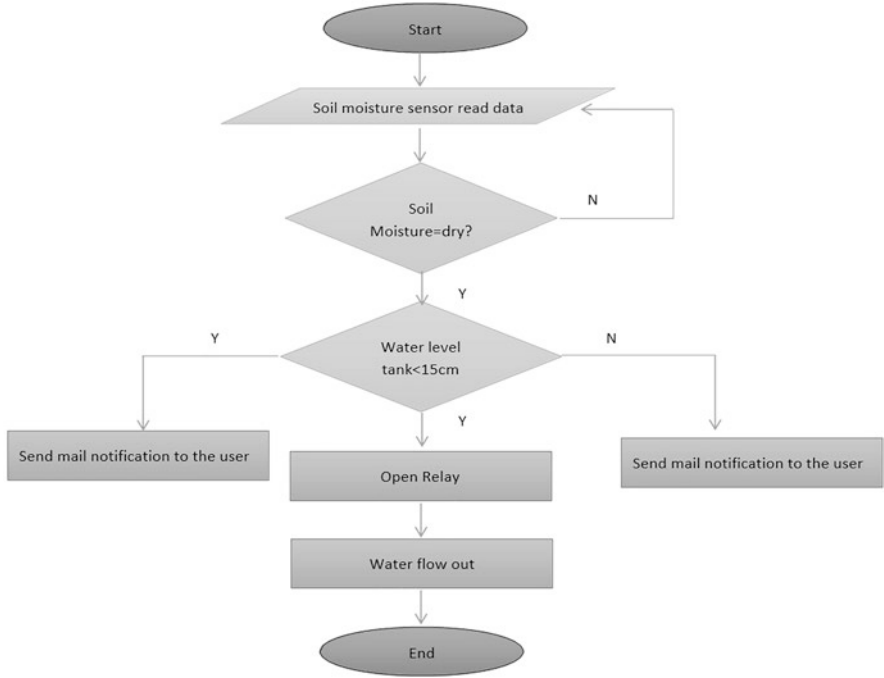 Start
Soil moisture sensor read data
N
Soil
Moisture=dry?
Y
Y
N
Water level
tank<15cm
Y
Send mail notification to the user
Open Relay
Send mail notification to the user
Water flow out
End